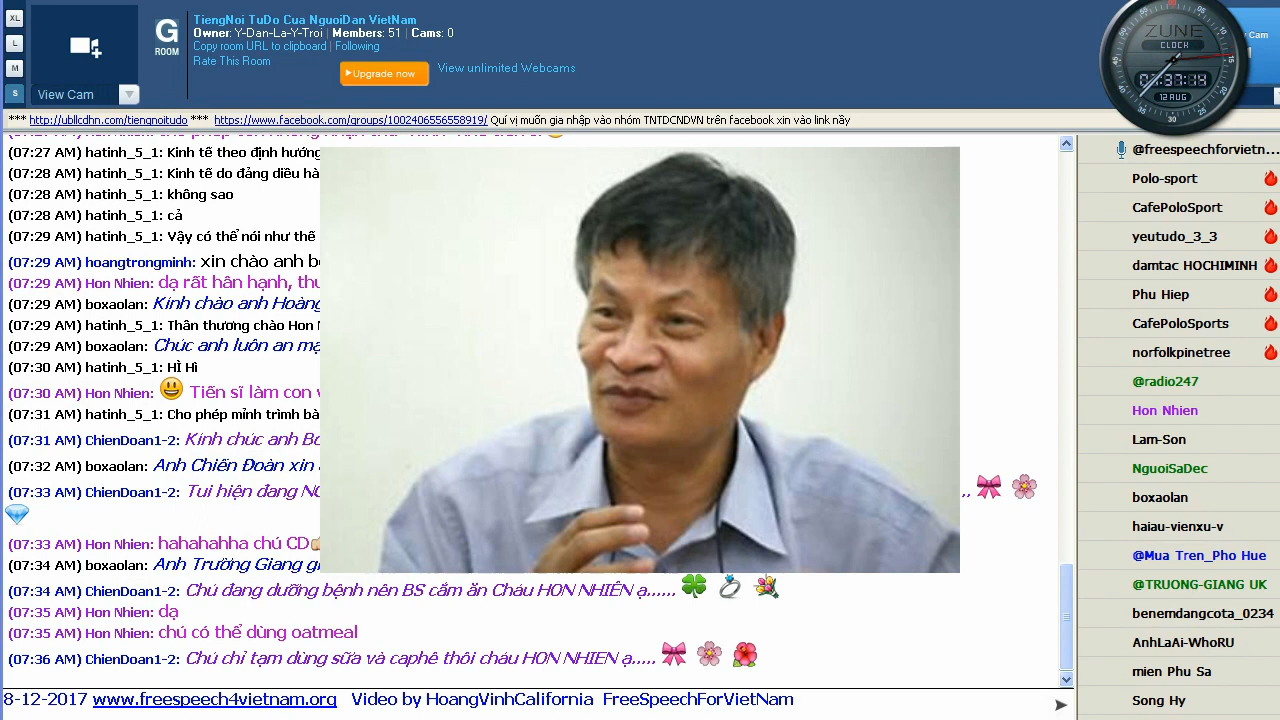 XL
L
M
S
View Cam
G
ROOM
TiengNoi TuDo Cua NguoiDan VietNam
Owner: Y-Dan-La-Y-Troi | Members: 51 | Cams: 0
Copy room URL to clipboard | Following
Rate This Room
Upgrade now
View unlimited Webcams
Cam
ZUNE
CLOCK
12 AUG
*** http://ubllcdhn.com/tiengnoitudo *** https://www.facebook.com/groups/1002406556558919/ Quí vị muốn gia nhập vào nhóm TNTDCNDVN trên facebook xin vào link nầy
(07:27 AM) hatinh_5_1: Kinh tế theo định hướng
(07:28 AM) hatinh_5_1: Kinh tế do đảng diều hà
(07:28 AM) hatinh_5_1: không sao
(07:28 AM) hatinh_5_1: cả
(07:29 AM) hatinh_5_1: Vậy có thể nói như thế
(07:29 AM) hoangtrongminh: xin chào anh b
(07:29 AM) Hon Nhien: dạ rất hân hạnh, thu
(07:29 AM) boxaolan: Kính chào anh Hoàng
(07:29 AM) hatinh_5_1: Thân thương chào Hon N
(07:29 AM) boxaolan: Chúc anh luôn an mạ
(07:30 AM) hatinh_5_1: HÌ Hì
(07:30 AM) Hon Nhien: Tiến sĩ làm con v
(07:31 AM) hatinh_5_1: Cho phép mỉnh trình bà
(07:31 AM) ChienDoan1-2: Kính chúc anh Bo
(07:32 AM) boxaolan: Anh Chiến Đoàn xin
(07:33 AM) ChienDoan1-2: Tui hiện đang NG
(07:33 AM) Hon Nhien: hahahahha chú CD
(07:34 AM) boxaolan: Anh Trường Giang gi
(07:34 AM) ChienDoan1-2: Chú đang dưỡng bệnh nên BS cắm ăn Cháu HON NHIÊN ạ......
(07:35 AM) Hon Nhien: dạ
(07:35 AM) Hon Nhien: chú có thể dùng oatmeal
(07:36 AM) ChienDoan1-2: Chú chỉ tạm dùng sữa và caphê thôi cháu HON NHIEN ạ.....
8-12-2017 www.freespeech4vietnam.org Video by HoangVinhCalifornia FreeSpeechForVietNam
@freespeechforvietn...
Polo-sport
CafePoloSport
yeutudo_3_3
damtac HOCHIMINH
Phu Hiep
CafePoloSports
norfolkpinetree
@radio247
Hon Nhien
Lam-Son
NguoiSaDec
boxaolan
haiau-vienxu-v
@Mua Tren_Pho Hue
@TRUONG-GIANG UK
benemdangcota_0234
AnhLaAi-WhoRU
mien Phu Sa
Song Hy